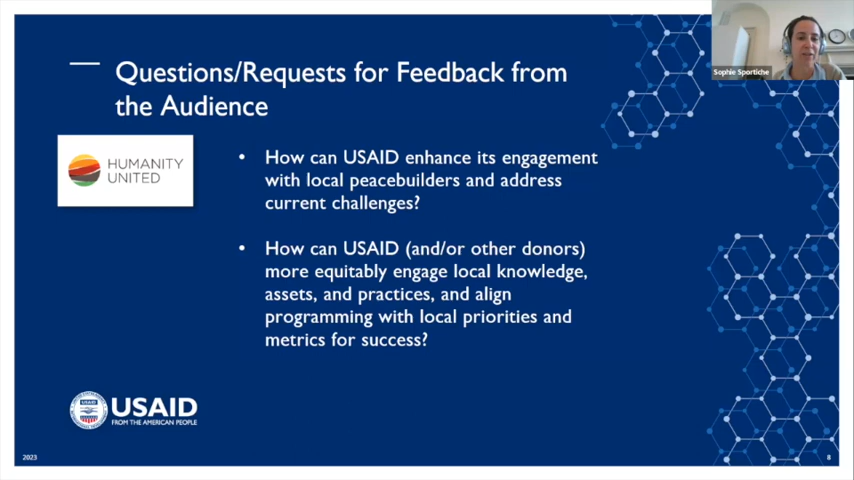 Questions/Requests for Feedback from
the Audience
HUMANITY
UNITED
• How can USAID enhance its engagement
with local peacebuilders and address
current challenges?
• How can USAID (and/or other donors)
more equitably engage local knowledge,
assets, and practices, and align
programming with local priorities and
metrics for success?
USAID
FROM THE AMERICAN PEOPLE
2023
8
Sophie Sportiche